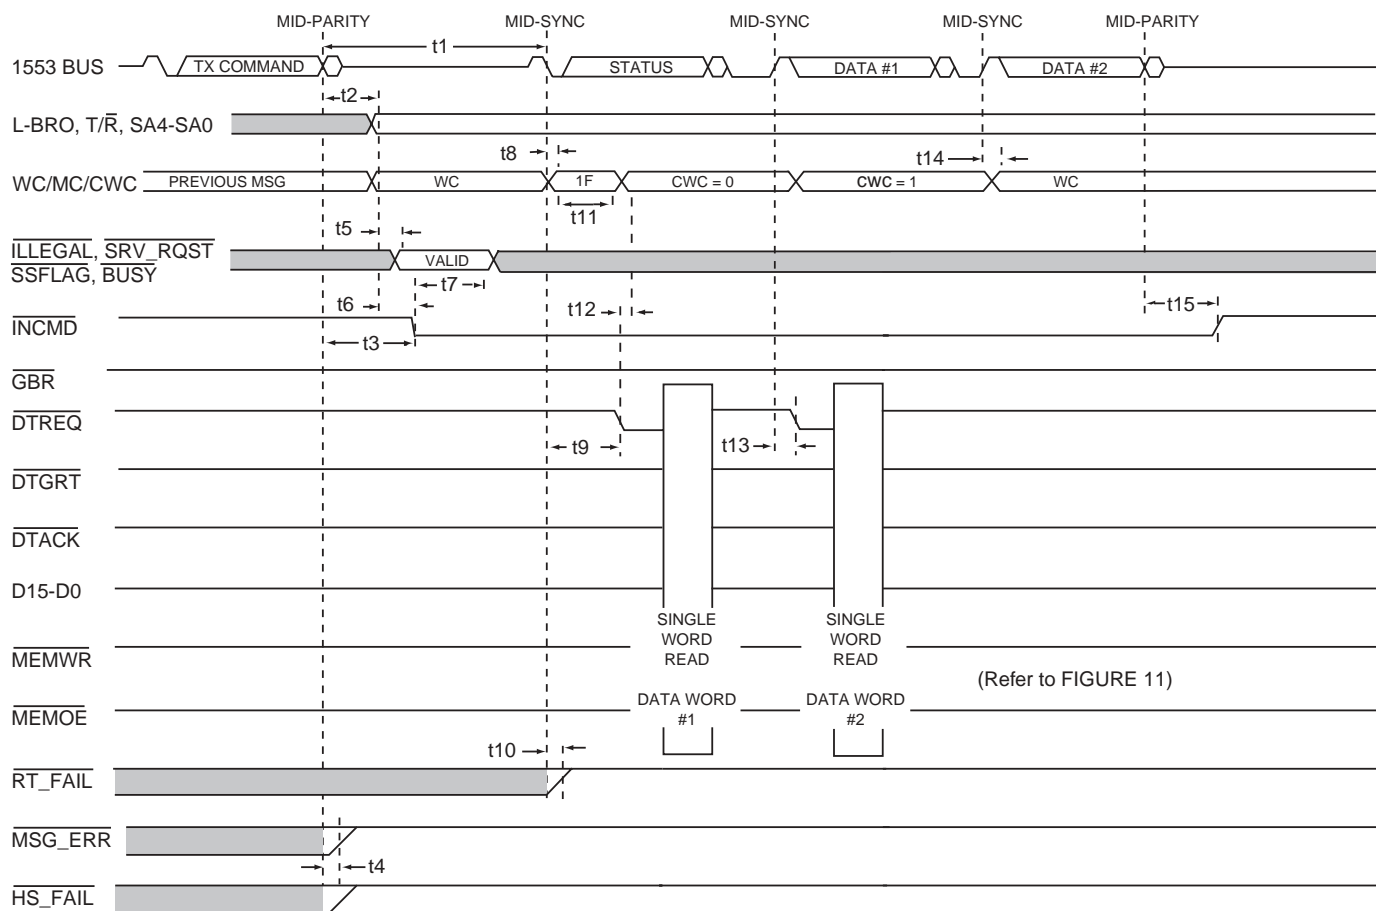 MID-PARITY MID-SYNC MID-SYNC MID-SYNC MID-PARITY
t1
1553 BUS TX COMMAND STATUS DATA #1 DATA #2
t2
L-BRO, T/R̅, SA4-SA0
t8 t14
WC/MC/CWC PREVIOUS MSG WC 1F CWC = 0 CWC = 1 WC
t11
t5
ILLEGAL, SRV_RQST
SSFLAG, BUSY
VALID
t7
t6 t12 t15
INCMD
t3
GBR
DTREQ
t9 t13
DTGRT
DTACK
D15-D0
SINGLE WORD READ
SINGLE WORD READ
MEMWR
(Refer to FIGURE 11)
DATA WORD #1
DATA WORD #2
MEMOE
t10
RT_FAIL
MSG_ERR
t4
HS_FAIL